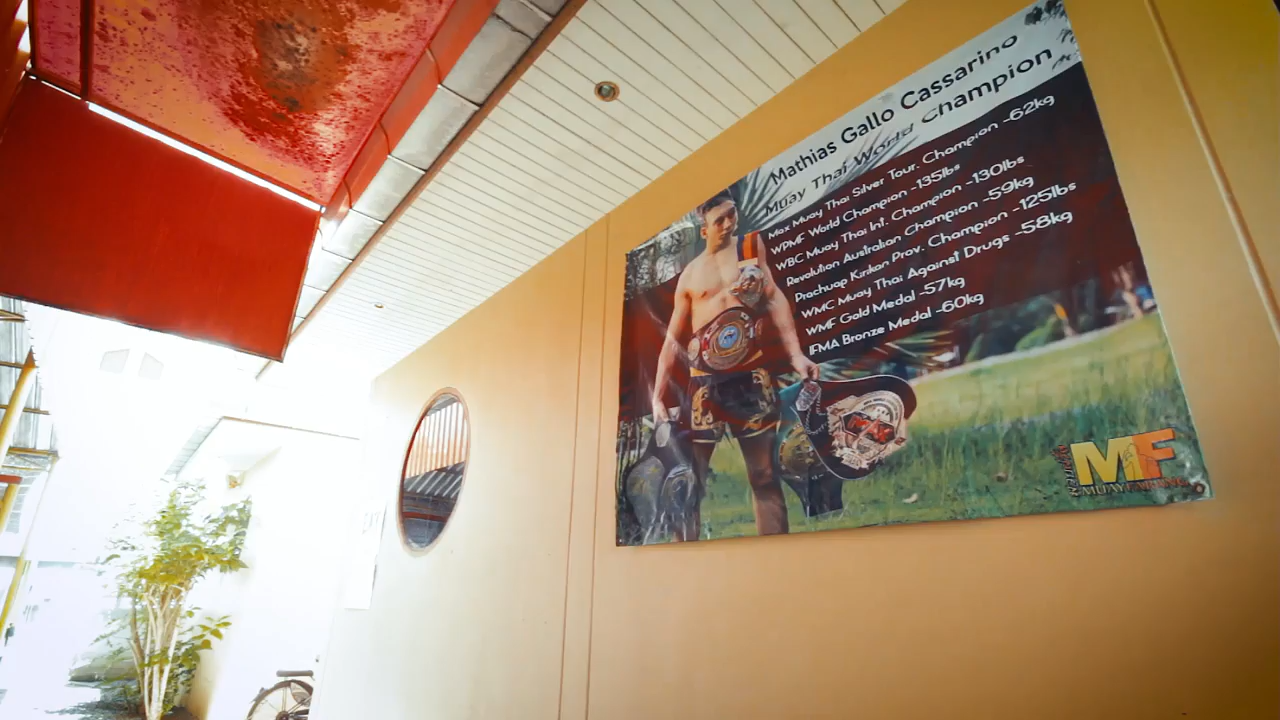 Mathias Gallo Cassarino
Muay Thai World Champion
Max Muay Thai Silver Tour. Champion -62kg
WPMF World Champion -135lbs
WBC Muay Thai Int. Champion -130lbs
Revolution Australian Champion -59kg
Prachuap Kirikan Prov. Champion -125lbs
WMC Muay Thai Against Drugs -58kg
WMF Gold Medal -57kg
IFMA Bronze Medal -60kg
MF